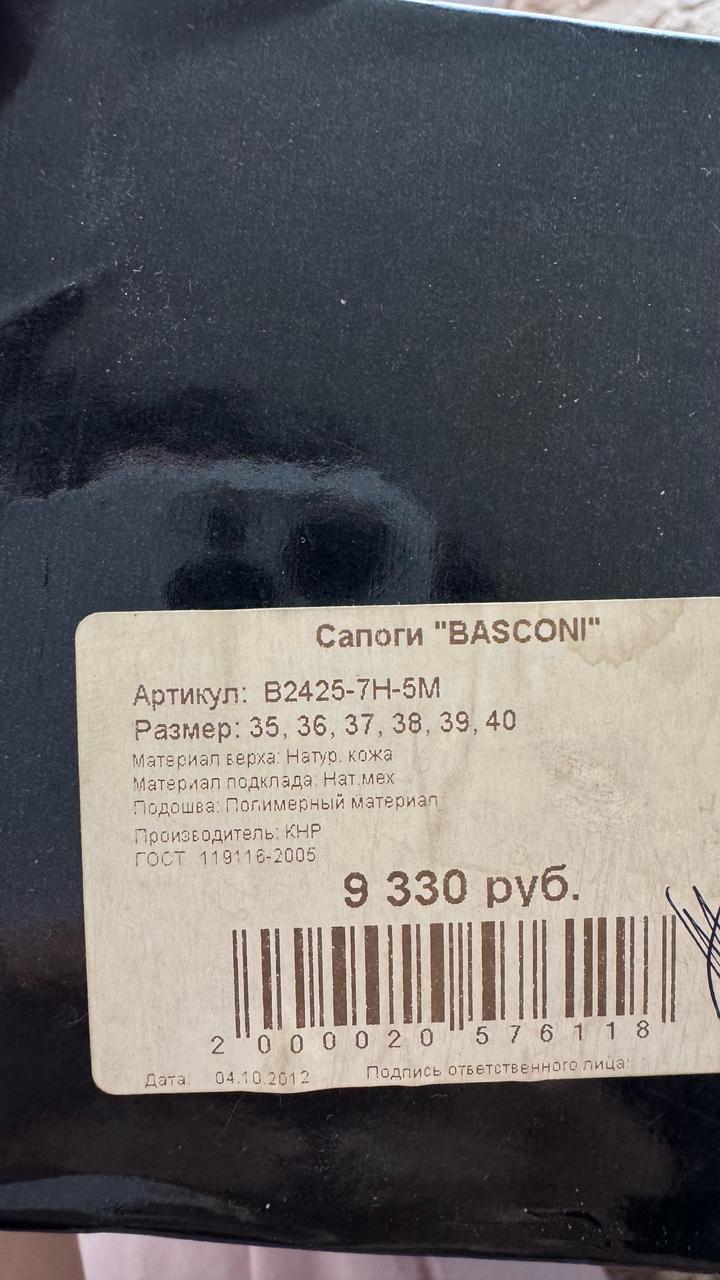 Сапоги "BASCONI"
Артикул: B2425-7H-5M
Размер: 35, 36, 37, 38, 39, 40
Материал верха: Натур. кожа
Материал подклада: Нат.мех
Подошва: Полимерный материал
Производитель: КНР
ГОСТ 119116-2005
9 330 руб.
2 000020 576118
Дата: 04.10.2012 Подпись ответственного лица: